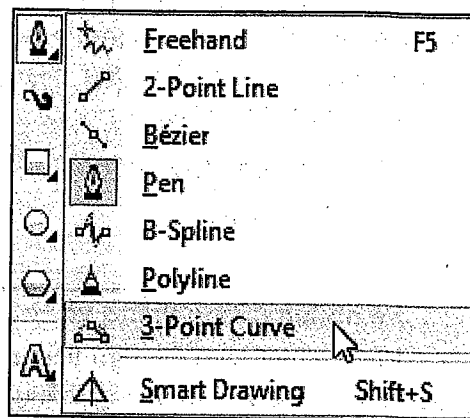 Freehand F5
2-Point Line
Bézier
Pen
B-Spline
Polyline
3-Point Curve
Smart Drawing Shift+S